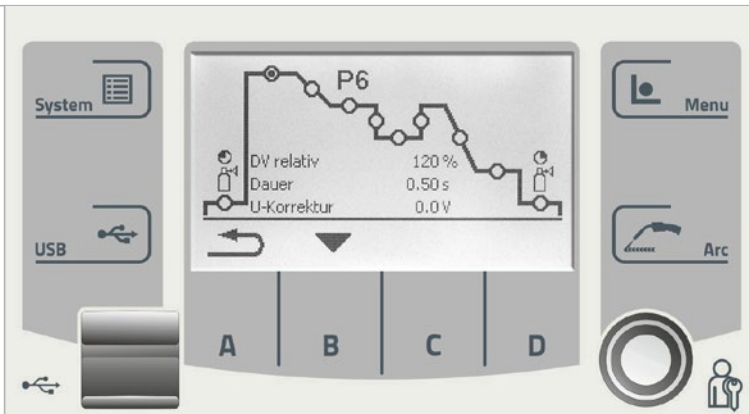 System
USB
P6
DV relativ 120 %
Dauer 0.50 s
U-Korrektur 0.0 V
A B C D
Menu
Arc